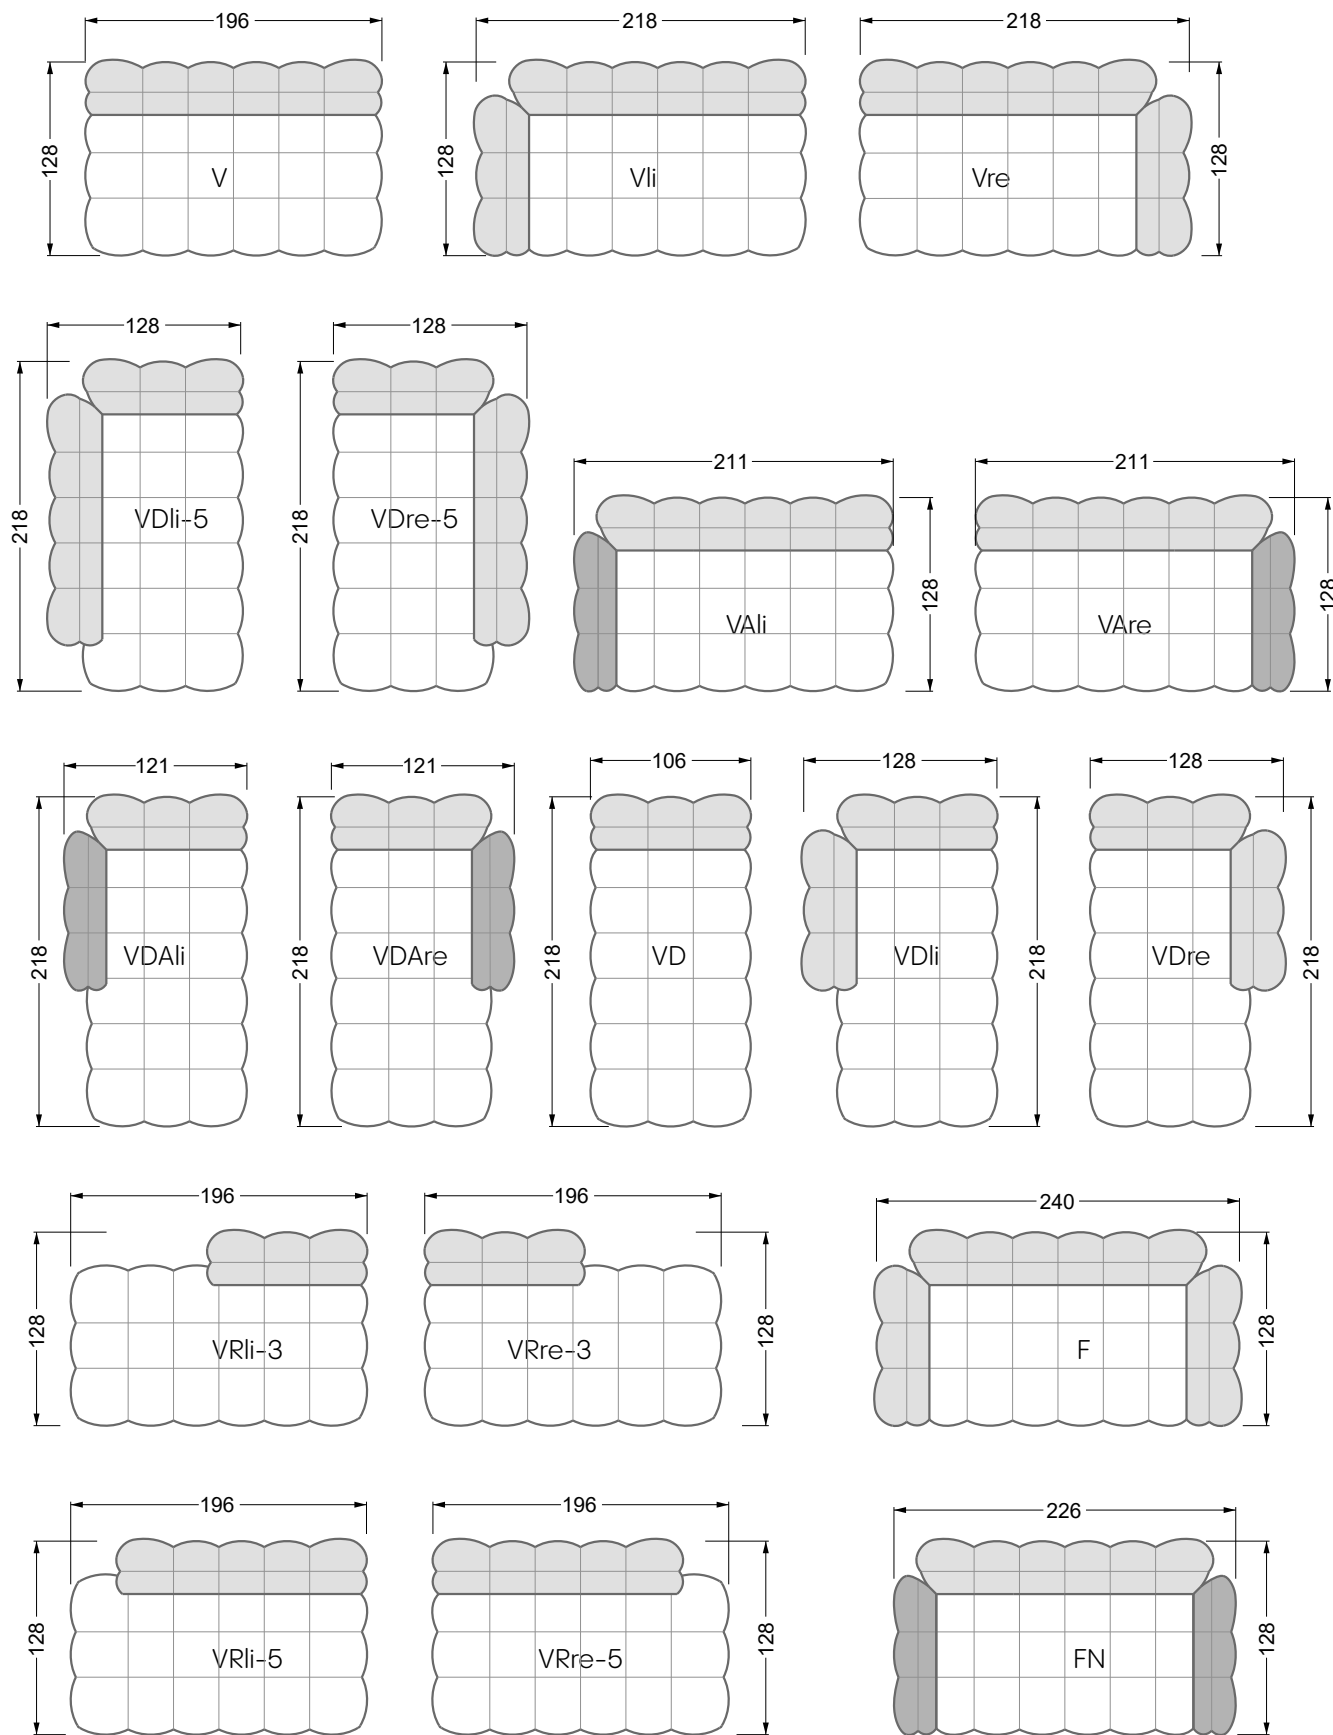 196 218 218
128 128 128
V Vli Vre
128 128
218 218
VDli-5 VDre-5
211 211
128 128
VAli VAre
121 121 106 128 128
218 218 218 218 218
VDAli VDAre VD VDli VDre
196 196 240
128 128 128
VRli-3 VRre-3 F
196 196 226
128 128 128
VRli-5 VRre-5 FN